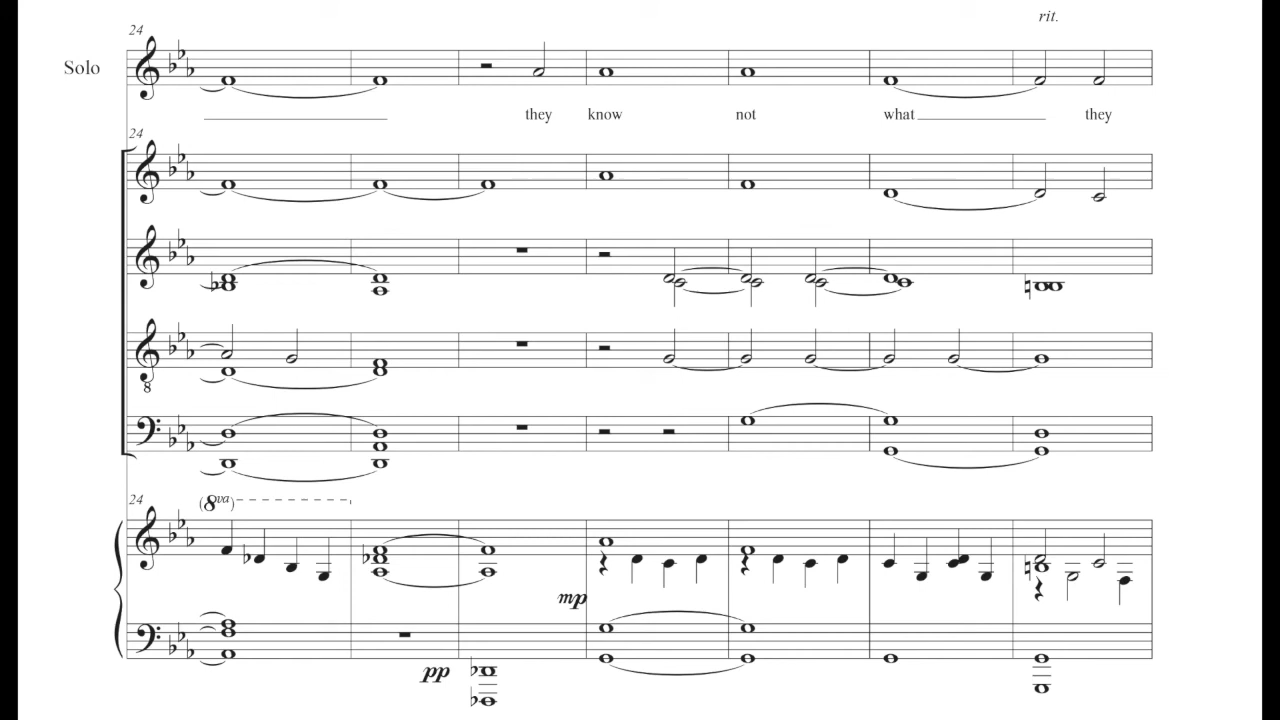 rit.
24
Solo
they know not what they
24
8
24
(8va)
mp
pp